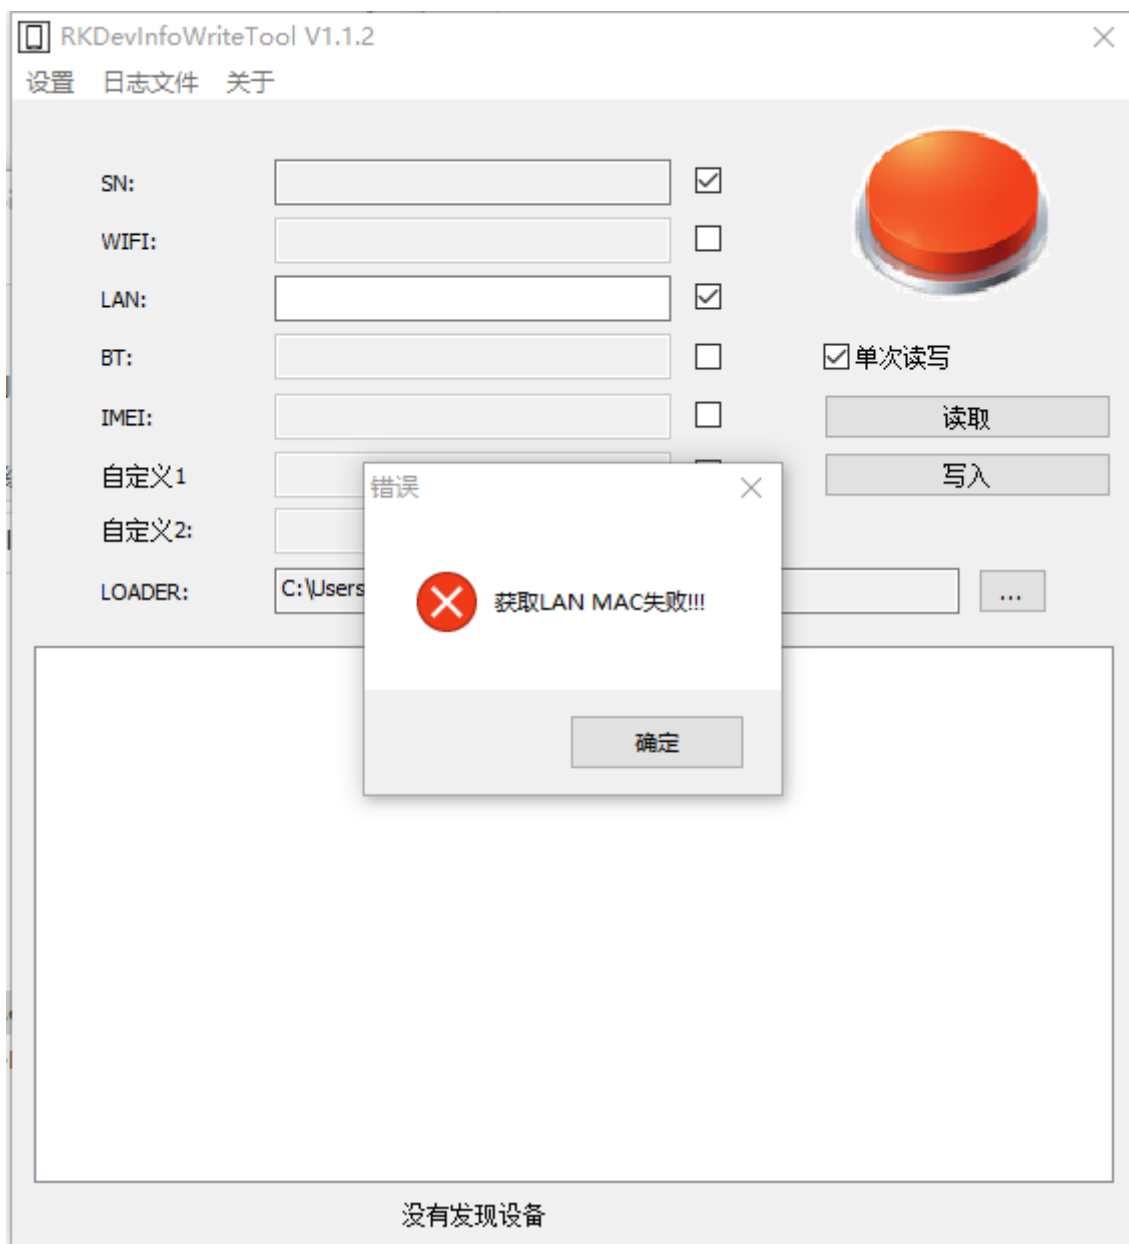 RKDevInfoWriteTool V1.1.2
设置 日志文件 关于
SN:
WIFI:
LAN:
BT:
单次读写
IMEI:
读取
自定义1
写入
自定义2:
LOADER:
C:\Users
...
错误
获取LAN MAC失败!!!
确定
没有发现设备